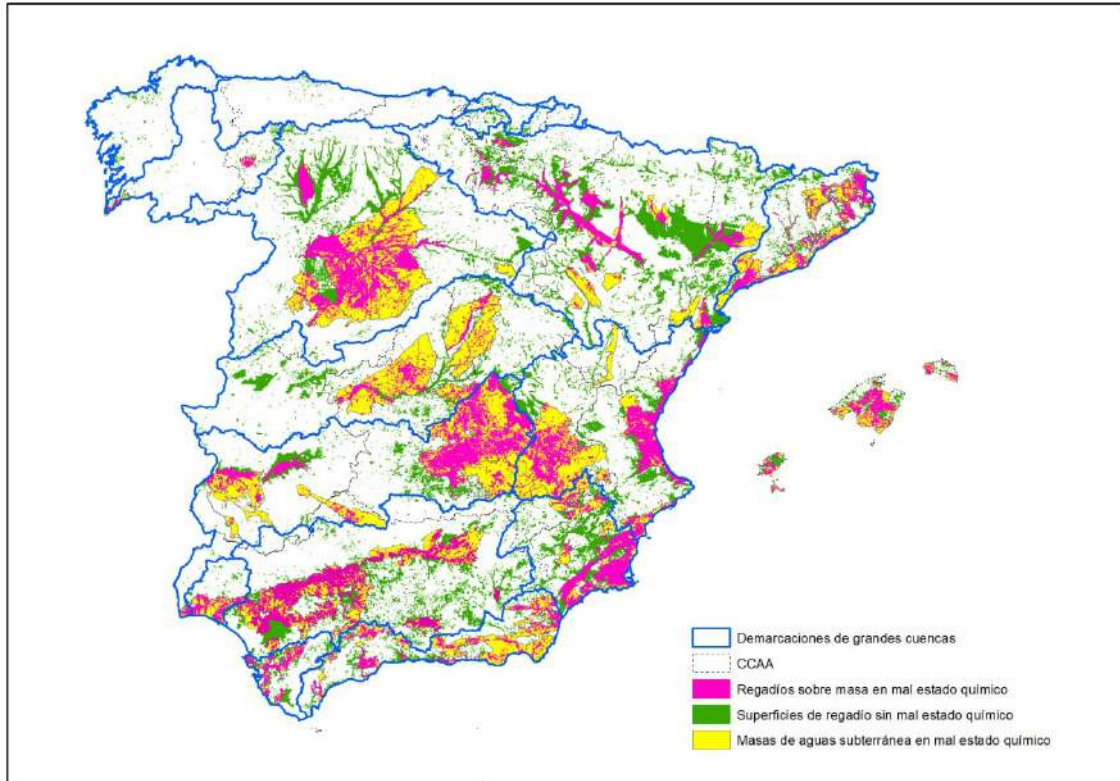 Demarcaciones de grandes cuencas
CCAA
Regadíos sobre masa en mal estado químico
Superficies de regadío sin mal estado químico
Masas de aguas subterránea en mal estado químico